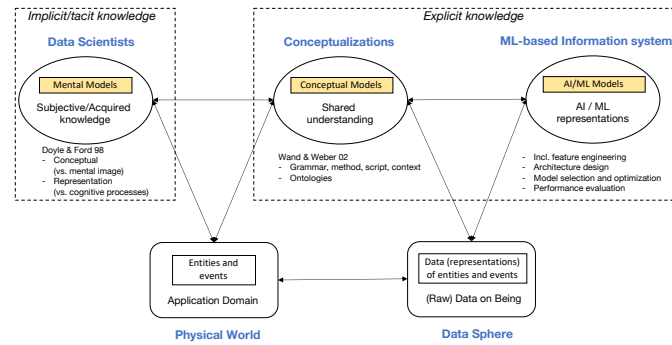 Implicit/tacit knowledge
Explicit knowledge
Data Scientists
Conceptualizations
ML-based Information system
Mental Models
Subjective/Acquired
knowledge
Conceptual Models
Shared
understanding
AI/ML Models
AI / ML
representations
Doyle & Ford 98
- Conceptual
(vs. mental image)
- Representation
(vs. cognitive processes)
Wand & Weber 02
- Grammar, method, script, context
- Ontologies
- Incl. feature engineering
- Architecture design
- Model selection and optimization
- Performance evaluation
Entities and
events
Application Domain
Physical World
Data (representations)
of entities and events
(Raw) Data on Being
Data Sphere